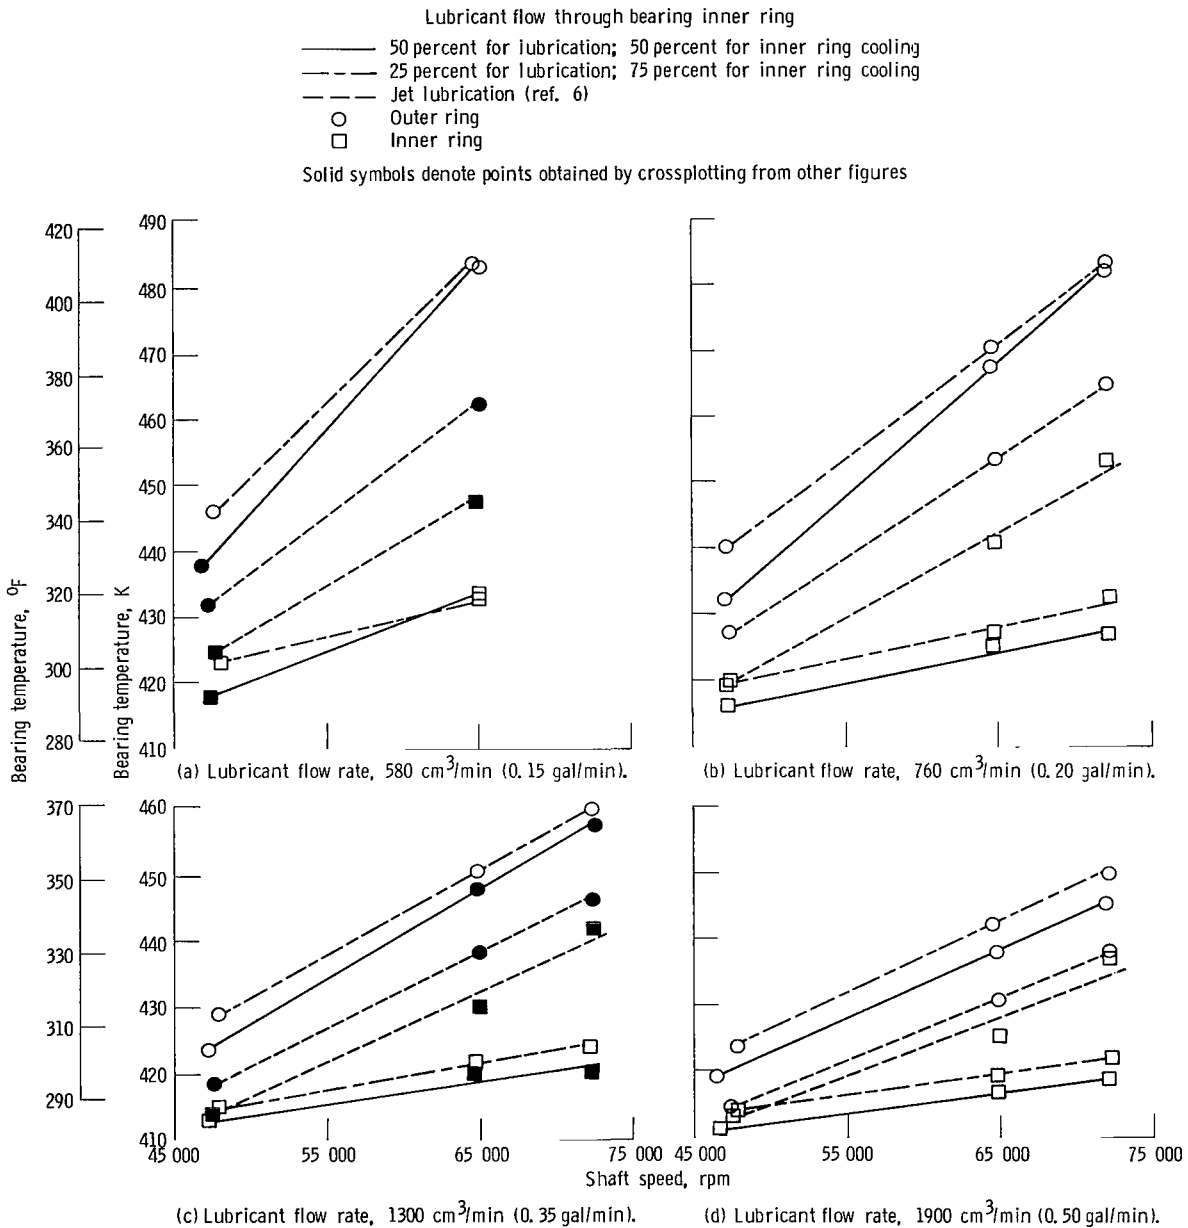 Lubricant flow through bearing inner ring
50 percent for lubrication; 50 percent for inner ring cooling
25 percent for lubrication; 75 percent for inner ring cooling
Jet lubrication (ref. 6)
Outer ring
Inner ring
Solid symbols denote points obtained by crossplotting from other figures
Bearing temperature, °F
420
400
380
360
340
320
300
280
Bearing temperature, K
490
480
470
460
450
440
430
420
410
(a) Lubricant flow rate, 580 cm³/min (0.15 gal/min).
(b) Lubricant flow rate, 760 cm³/min (0.20 gal/min).
370
350
330
310
290
460
450
440
430
420
410
45 000 55 000 65 000 75 000 45 000 55 000 65 000 75 000
Shaft speed, rpm
(c) Lubricant flow rate, 1300 cm³/min (0.35 gal/min).
(d) Lubricant flow rate, 1900 cm³/min (0.50 gal/min).